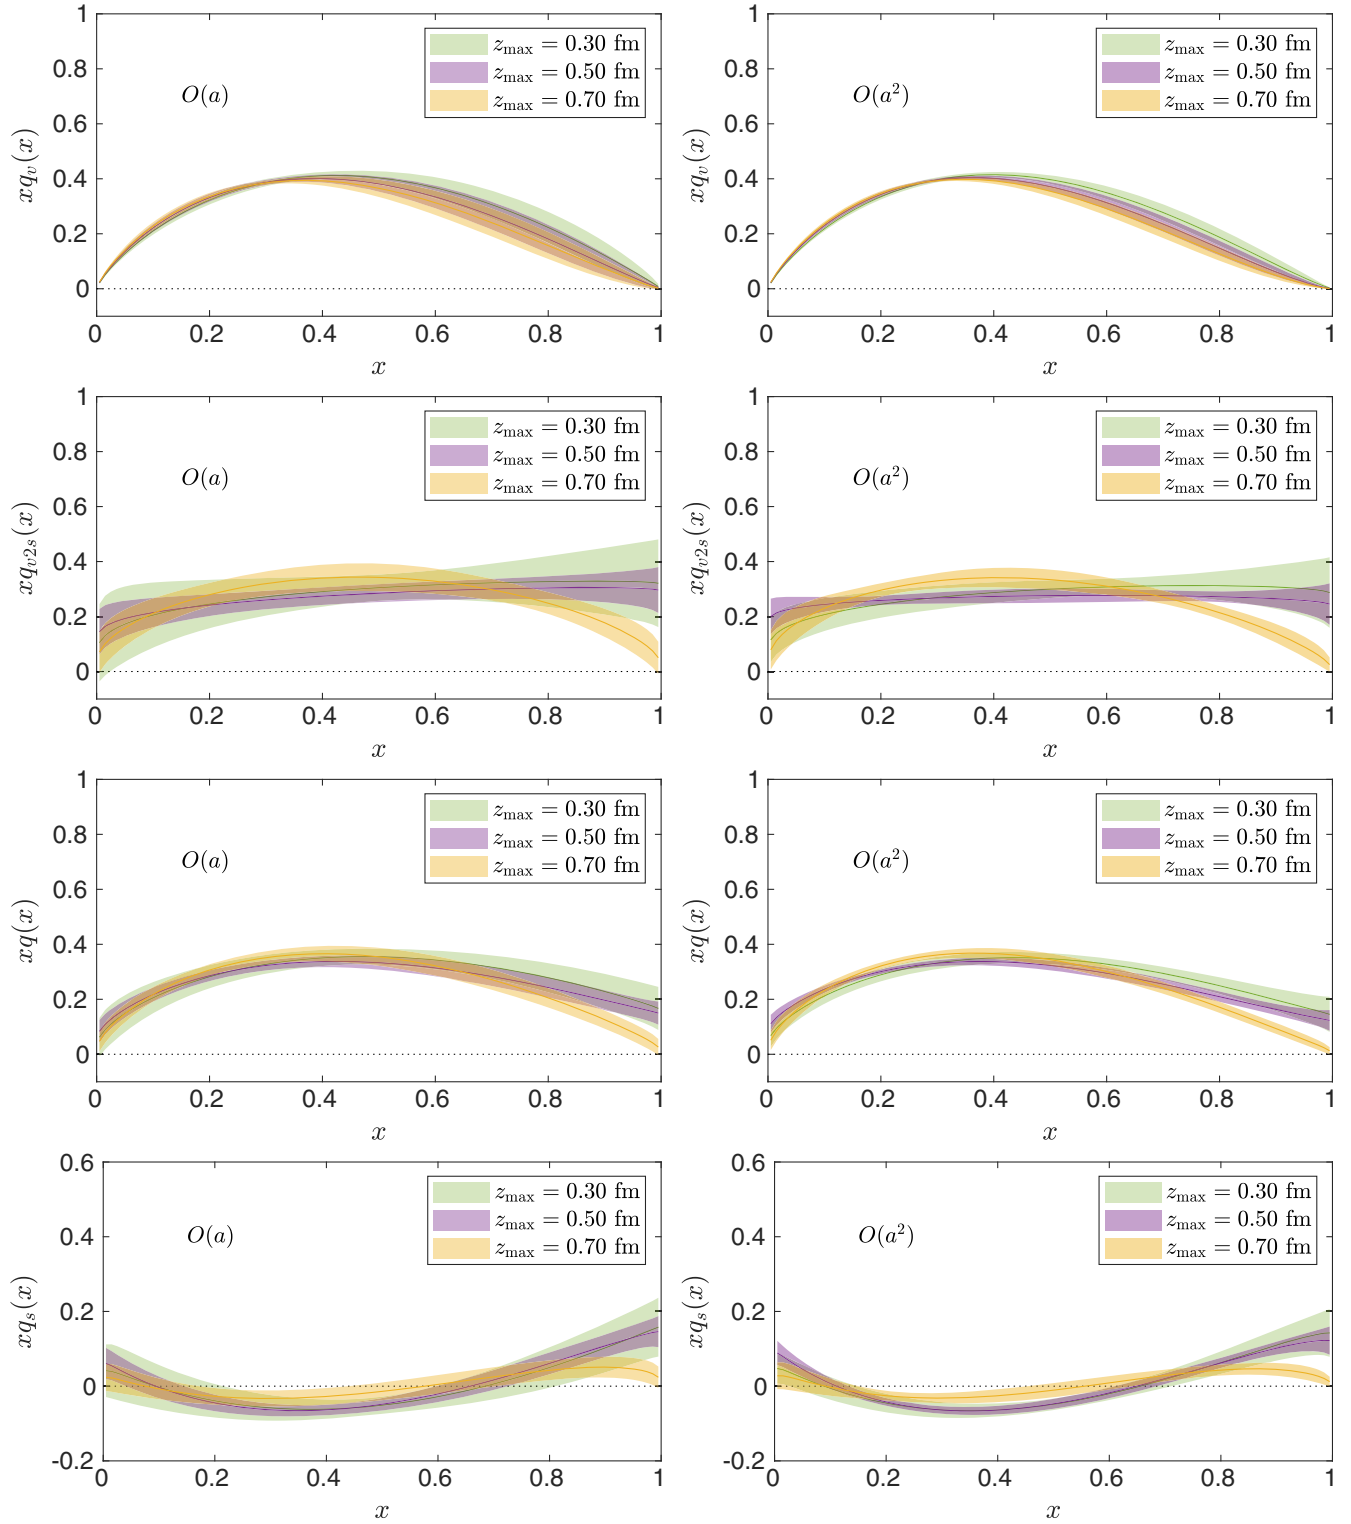 1
0.8
0.6
0.4
0.2
0
0 0.2 0.4 0.6 0.8 1
x
xq_v(x)
O(a)
z_max = 0.30 fm
z_max = 0.50 fm
z_max = 0.70 fm
1
0.8
0.6
0.4
0.2
0
0 0.2 0.4 0.6 0.8 1
x
xq_v(x)
O(a²)
z_max = 0.30 fm
z_max = 0.50 fm
z_max = 0.70 fm
1
0.8
0.6
0.4
0.2
0
0 0.2 0.4 0.6 0.8 1
x
xq_{v2s}(x)
O(a)
z_max = 0.30 fm
z_max = 0.50 fm
z_max = 0.70 fm
1
0.8
0.6
0.4
0.2
0
0 0.2 0.4 0.6 0.8 1
x
xq_{v2s}(x)
O(a²)
z_max = 0.30 fm
z_max = 0.50 fm
z_max = 0.70 fm
1
0.8
0.6
0.4
0.2
0
0 0.2 0.4 0.6 0.8 1
x
xq(x)
O(a)
z_max = 0.30 fm
z_max = 0.50 fm
z_max = 0.70 fm
1
0.8
0.6
0.4
0.2
0
0 0.2 0.4 0.6 0.8 1
x
xq(x)
O(a²)
z_max = 0.30 fm
z_max = 0.50 fm
z_max = 0.70 fm
0.6
0.4
0.2
0
-0.2
0 0.2 0.4 0.6 0.8 1
x
xq_s(x)
O(a)
z_max = 0.30 fm
z_max = 0.50 fm
z_max = 0.70 fm
0.6
0.4
0.2
0
-0.2
0 0.2 0.4 0.6 0.8 1
x
xq_s(x)
O(a²)
z_max = 0.30 fm
z_max = 0.50 fm
z_max = 0.70 fm